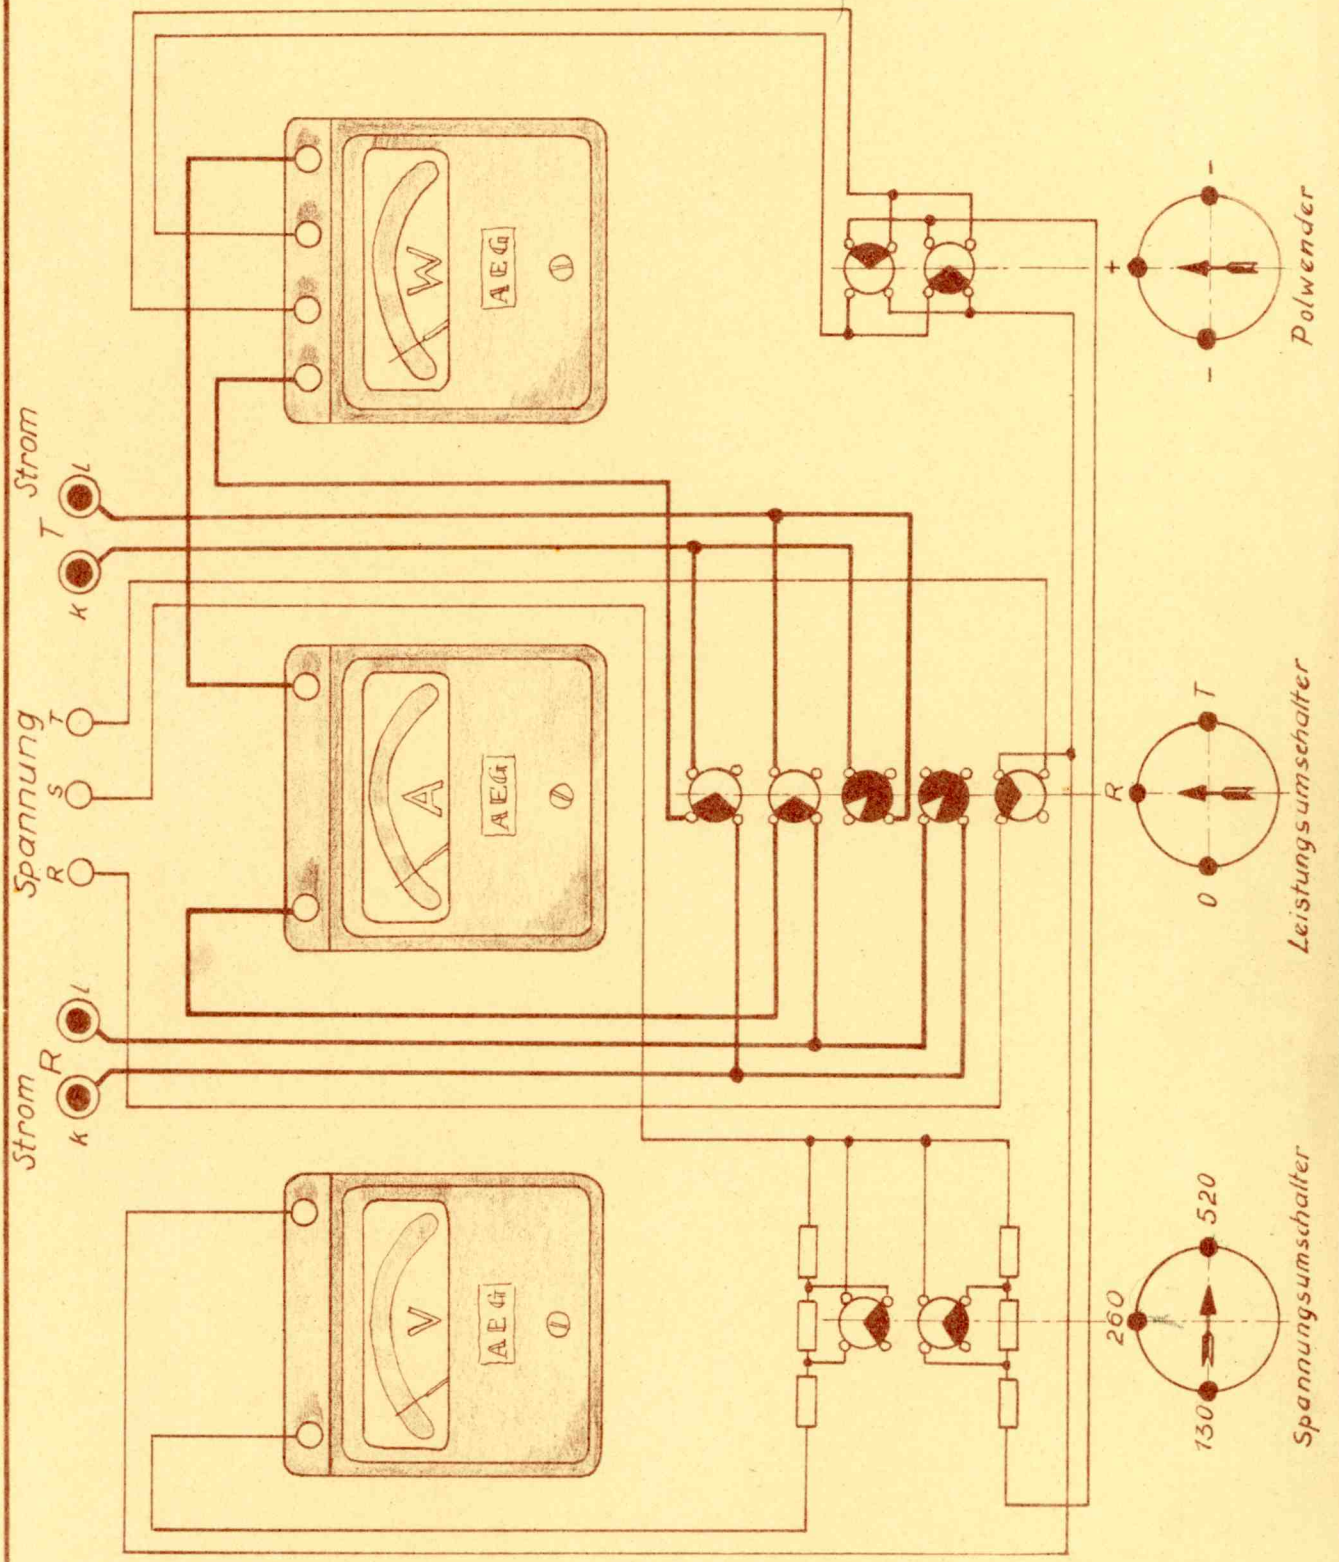 Strom
k R l
Spannung
R S T
Strom
k T l
V
AEG
A
AEG
W
AEG
130 260 520
Spannungsumschalter
0 R T
Leistungsumschalter
- + -
Polwender